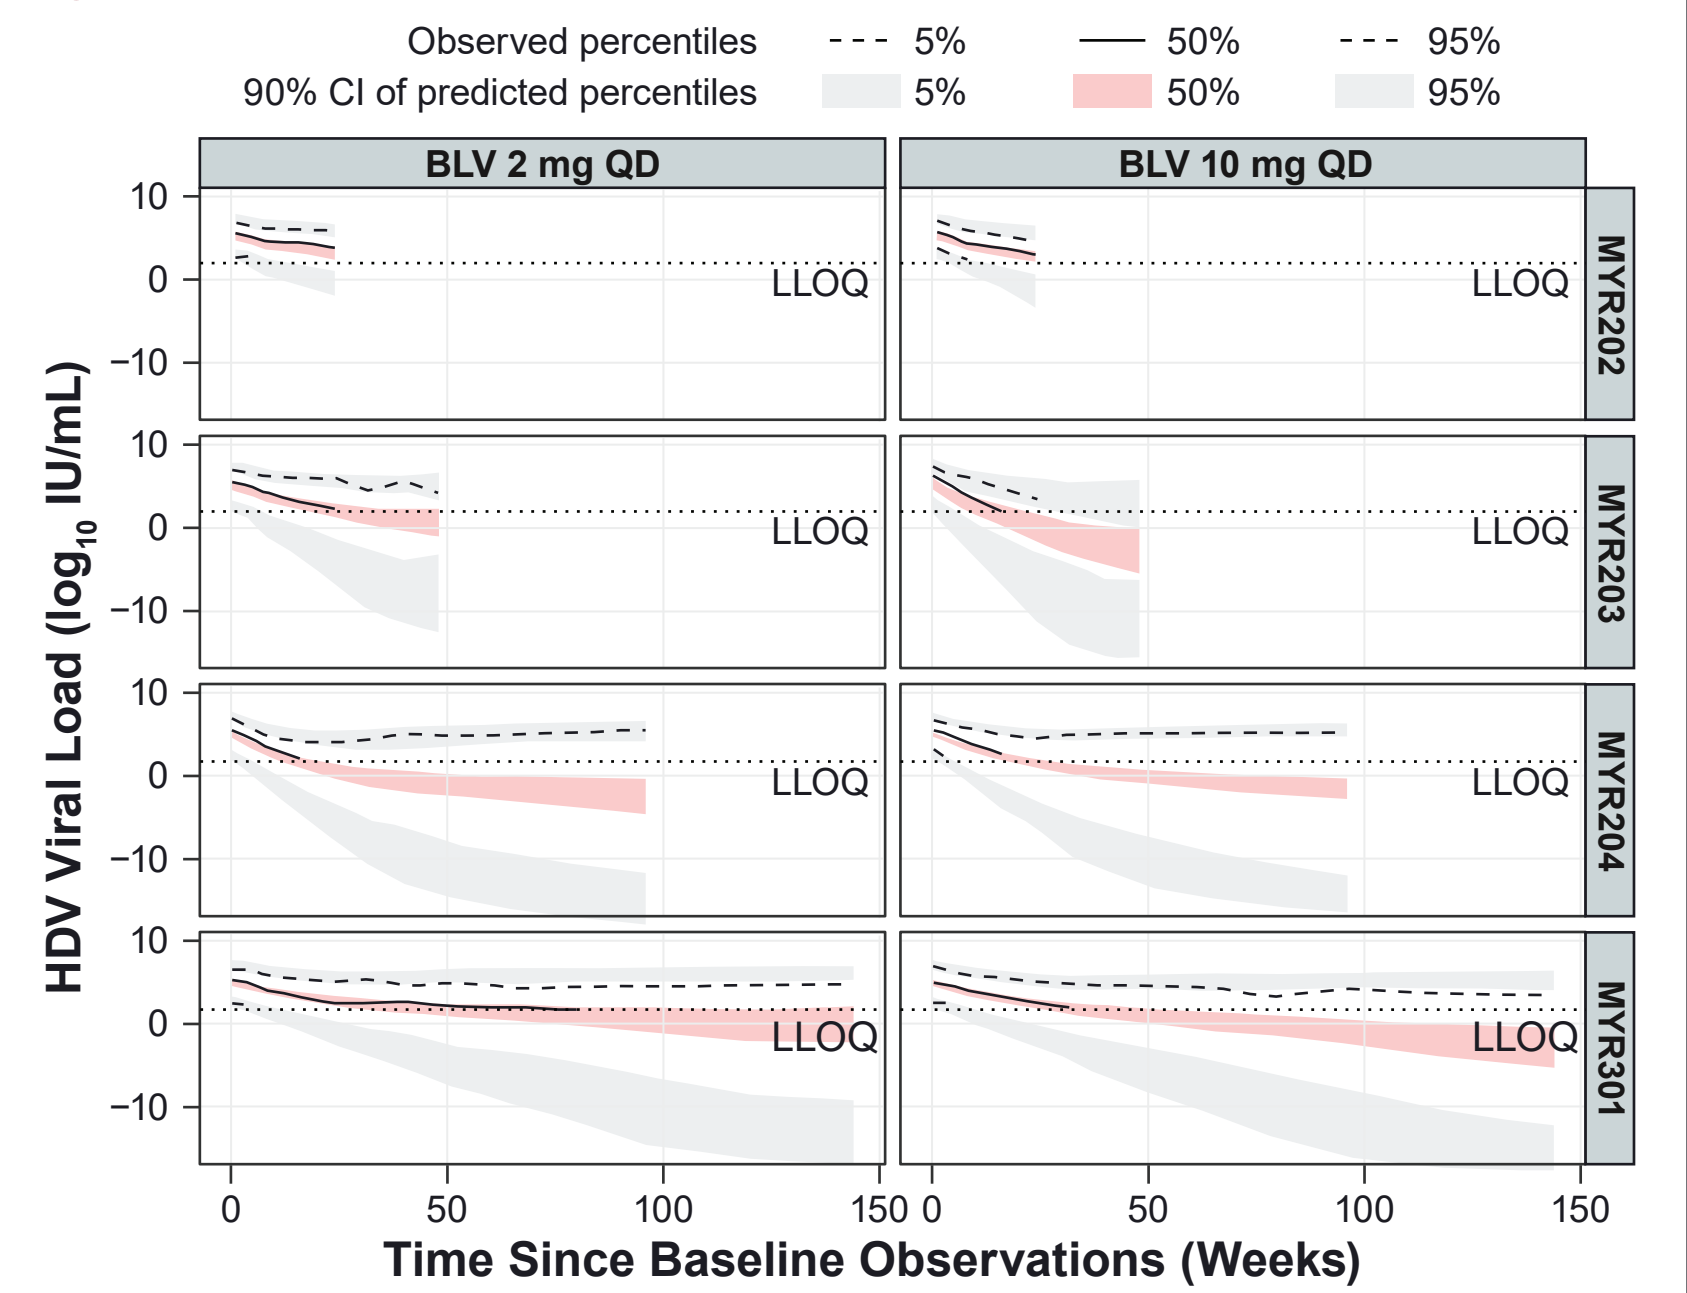 Observed percentiles 5% 50% 95%
90% CI of predicted percentiles 5% 50% 95%
BLV 2 mg QD BLV 10 mg QD
HDV Viral Load (log10 IU/mL)
10
0
−10
LLOQ LLOQ
MYR202
10
0
−10
LLOQ LLOQ
MYR203
10
0
−10
LLOQ LLOQ
MYR204
10
0
−10
LLOQ LLOQ
MYR301
0 50 100 150 0 50 100 150
Time Since Baseline Observations (Weeks)